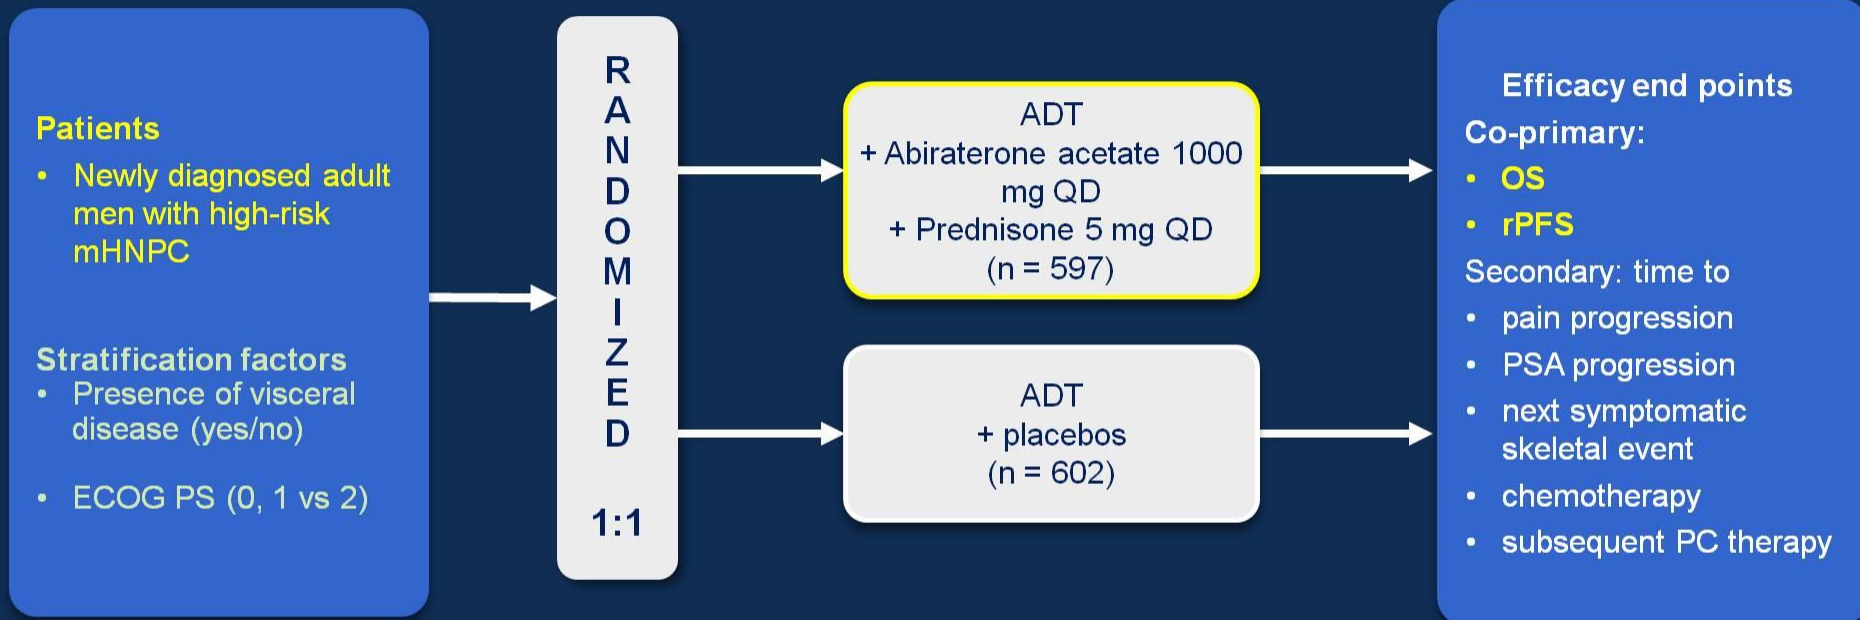 Patients
• Newly diagnosed adult
men with high-risk
mHNPC
Stratification factors
• Presence of visceral
disease (yes/no)
• ECOG PS (0, 1 vs 2)
R
A
N
D
O
M
I
Z
E
D
1:1
ADT
+ Abiraterone acetate 1000
mg QD
+ Prednisone 5 mg QD
(n = 597)
ADT
+ placebos
(n = 602)
Efficacy end points
Co-primary:
• OS
• rPFS
Secondary: time to
• pain progression
• PSA progression
• next symptomatic
skeletal event
• chemotherapy
• subsequent PC therapy